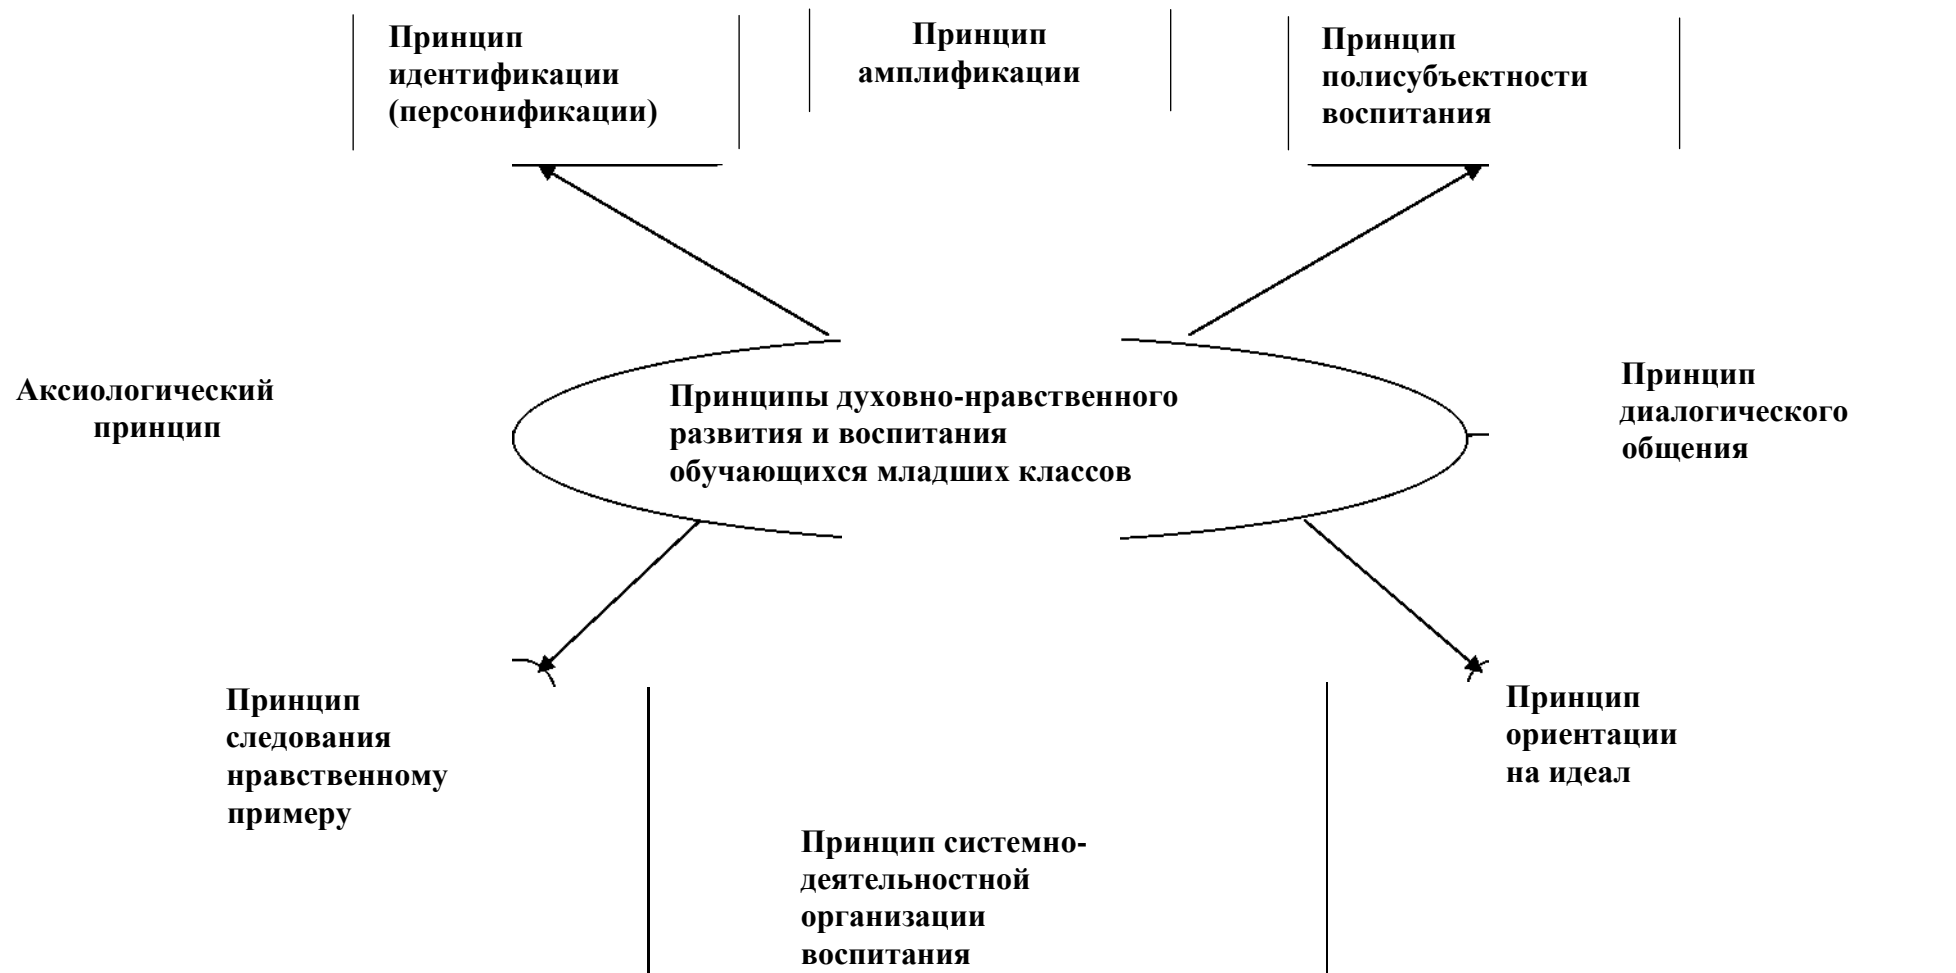 Принцип
идентификации
(персонификации)
Принцип
амплификации
Принцип
полисубъектности
воспитания
Аксиологический
принцип
Принципы духовно-нравственного
развития и воспитания
обучающихся младших классов
Принцип
диалогического
общения
Принцип
следования
нравственному
примеру
Принцип системно-
деятельностной
организации
воспитания
Принцип
ориентации
на идеал